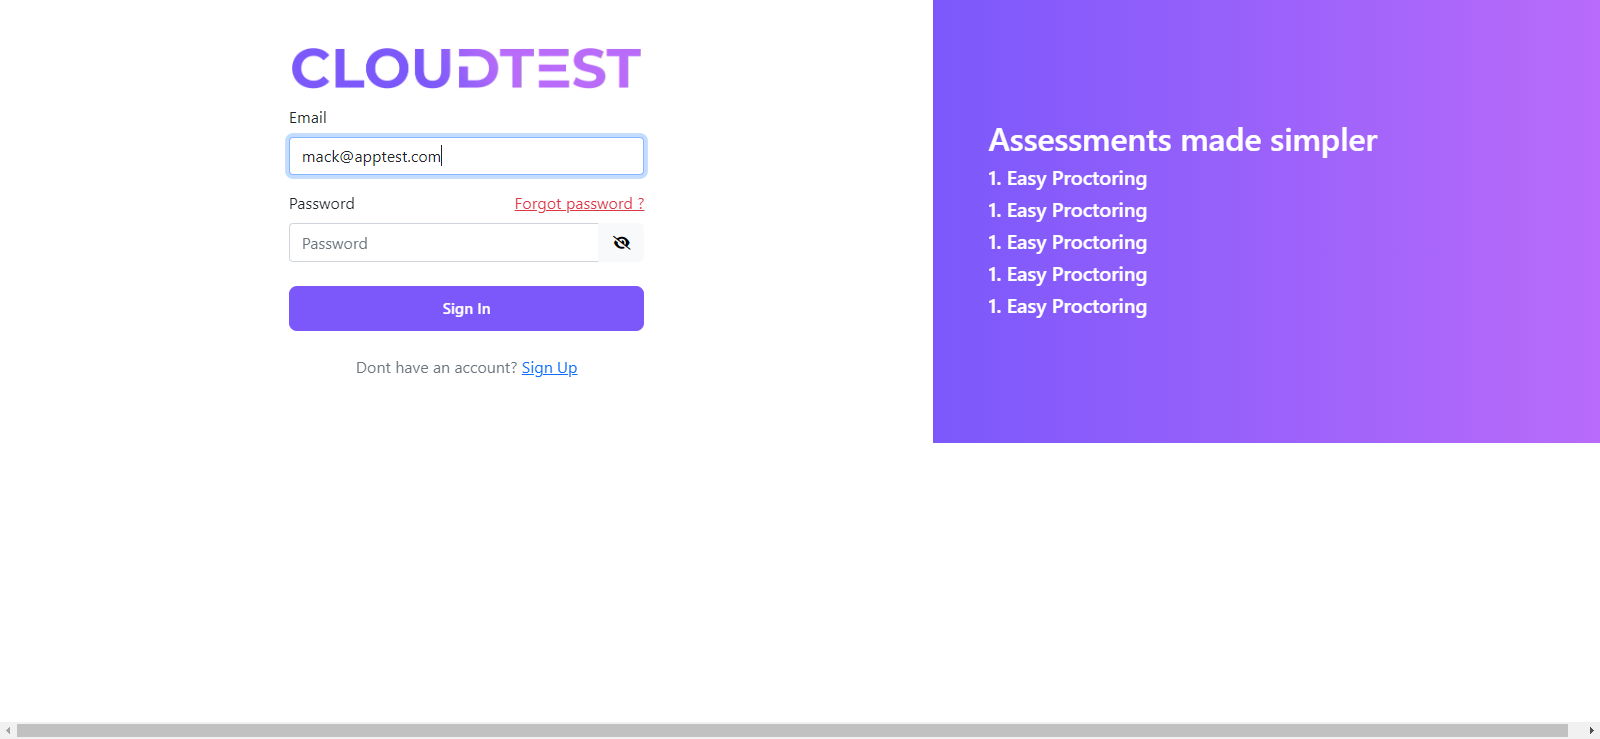 CLOUDTEST
Email
mack@apptest.com
Password
Forgot password ?
Password
Sign In
Dont have an account? Sign Up
Assessments made simpler
1. Easy Proctoring
1. Easy Proctoring
1. Easy Proctoring
1. Easy Proctoring
1. Easy Proctoring